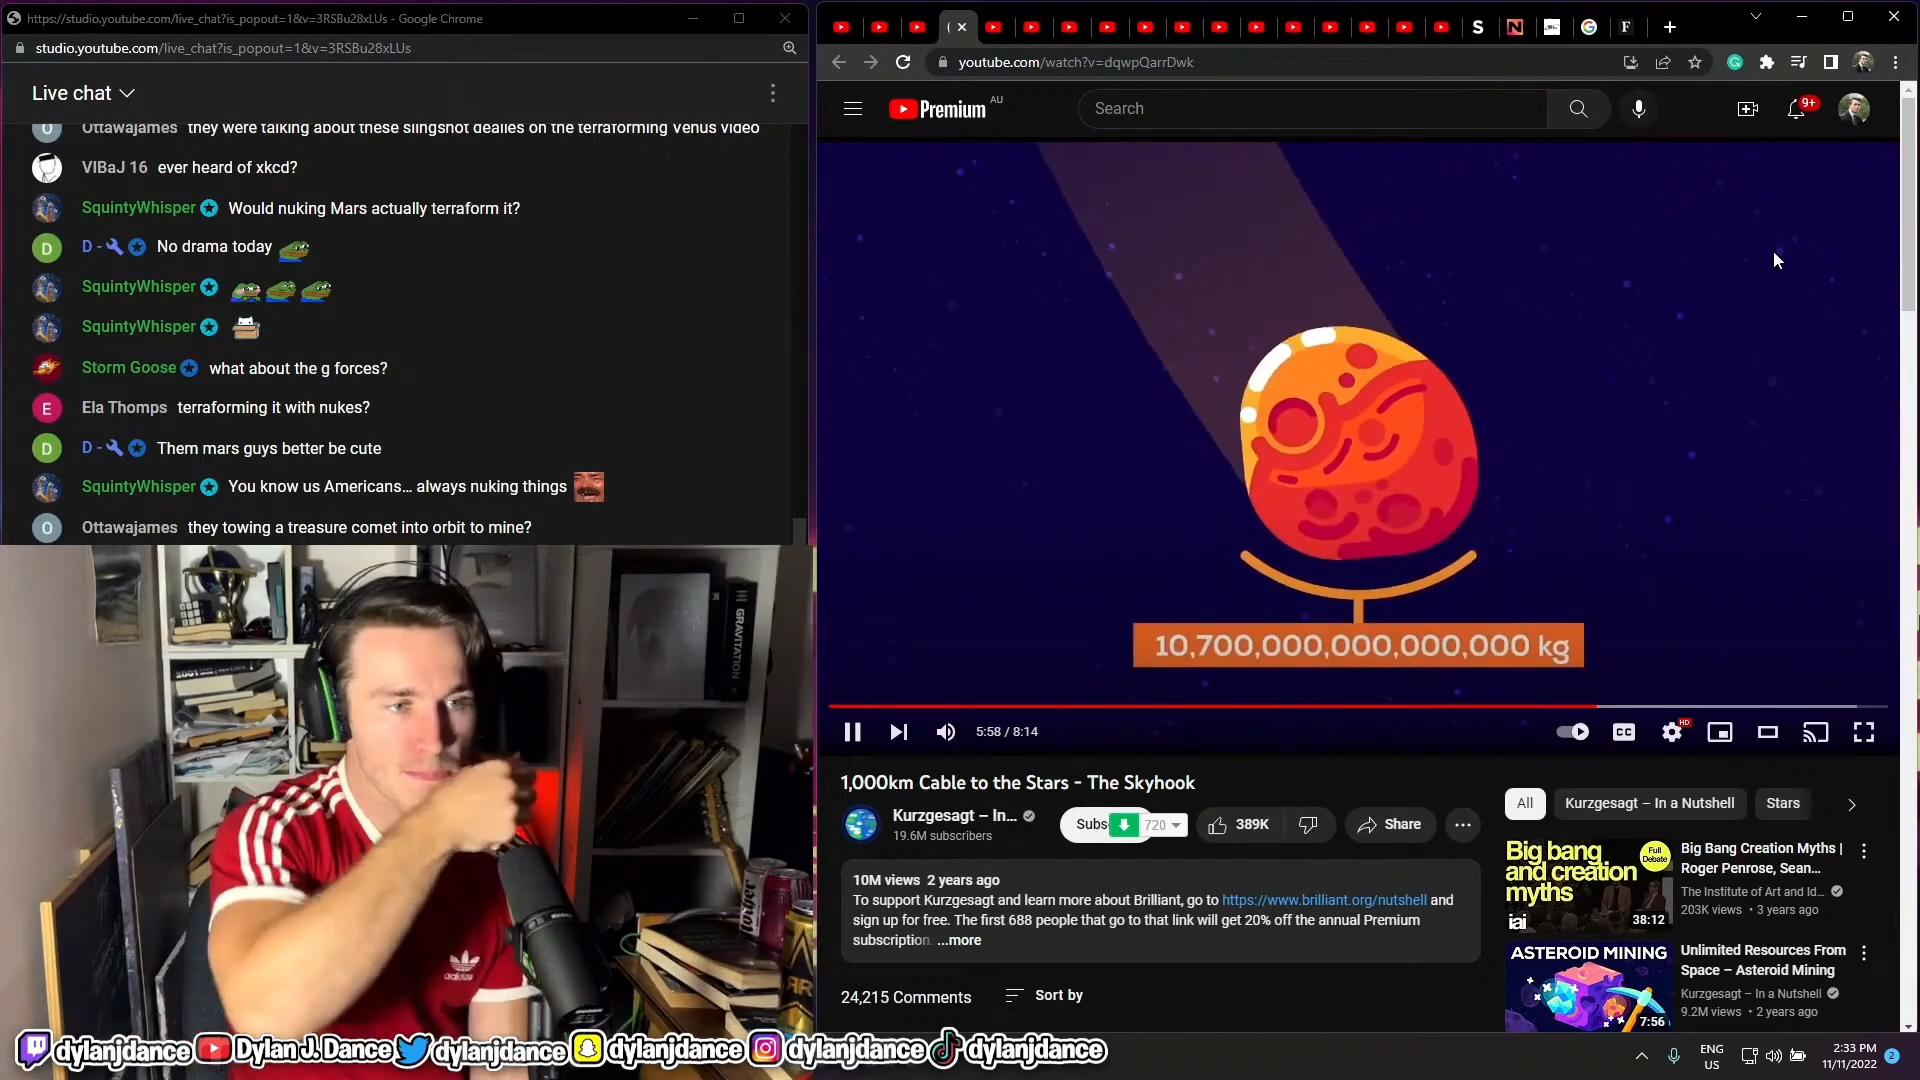 https://studio.youtube.com/live_chat?is_popout=1&v=3RSBu28xLUs - Google Chrome
studio.youtube.com/live_chat?is_popout=1&v=3RSBu28xLUs
Live chat
Ottawajames they were talking about these slingshot dealies on the terraforming Venus video
VIBaJ 16 ever heard of xkcd?
SquintyWhisper Would nuking Mars actually terraform it?
D - No drama today
SquintyWhisper
SquintyWhisper
Storm Goose what about the g forces?
Ela Thomps terraforming it with nukes?
D - Them mars guys better be cute
SquintyWhisper You know us Americans... always nuking things
Ottawajames they towing a treasure comet into orbit to mine?
GRAVITATION
adidas
youtube.com/watch?v=dqwpQarrDwk
Premium AU
Search
9+
10,700,000,000,000,000 kg
5:58 / 8:14
CC
HD
1,000km Cable to the Stars - The Skyhook
Kurzgesagt – In...
19.6M subscribers
Subs 720
389K
Share
10M views 2 years ago
To support Kurzgesagt and learn more about Brilliant, go to https://www.brilliant.org/nutshell and
sign up for free. The first 688 people that go to that link will get 20% off the annual Premium
subscription. ...more
24,215 Comments
Sort by
All
Kurzgesagt – In a Nutshell
Stars
Big bang
and creation
myths
Full
Debate
iai
38:12
Big Bang Creation Myths |
Roger Penrose, Sean...
The Institute of Art and Id...
203K views • 3 years ago
ASTEROID MINING
7:56
Unlimited Resources From
Space – Asteroid Mining
Kurzgesagt – In a Nutshell
9.2M views • 2 years ago
dylanjdance
Dylan J. Dance
dylanjdance
dylanjdance
dylanjdance
dylanjdance
ENG
US
2:33 PM
11/11/2022
2